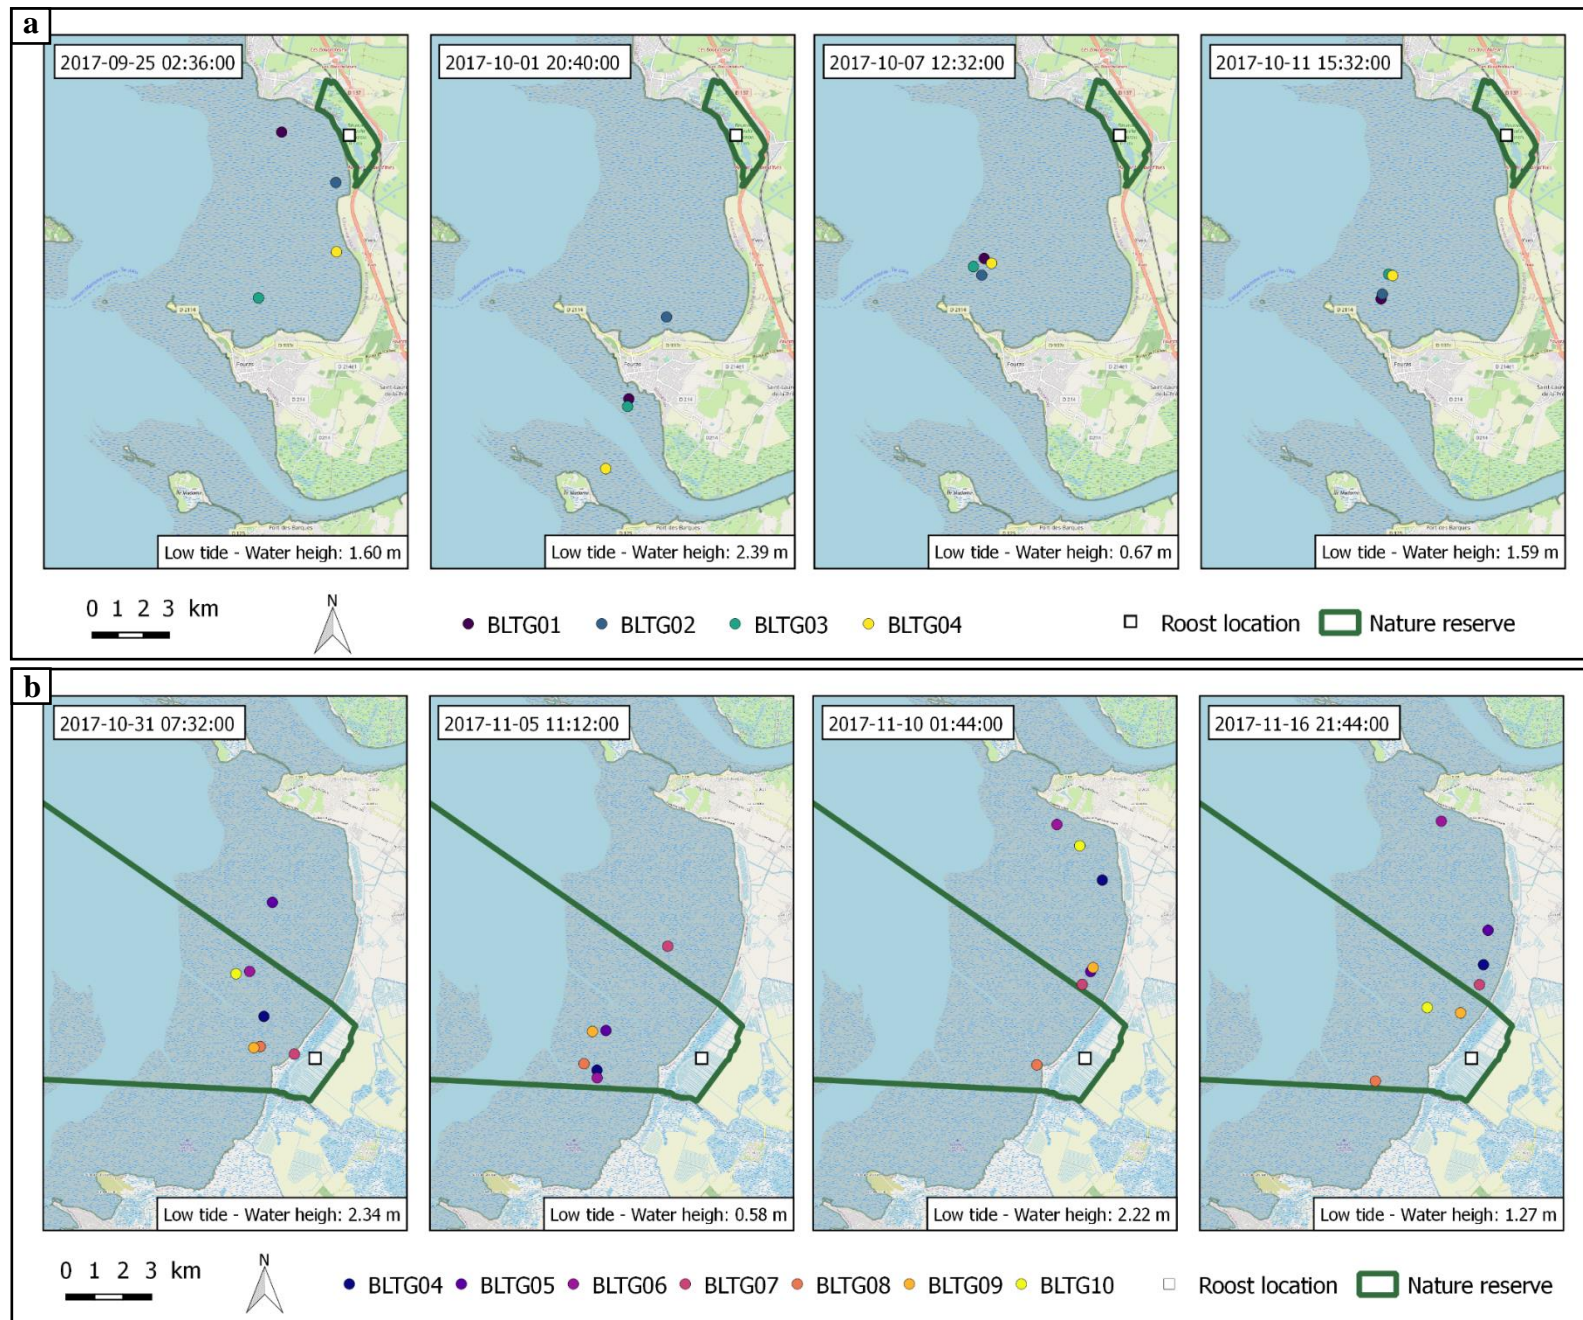 a
2017-09-25 02:36:00
2017-10-01 20:40:00
2017-10-07 12:32:00
2017-10-11 15:32:00
Low tide - Water heigh: 1.60 m
Low tide - Water heigh: 2.39 m
Low tide - Water heigh: 0.67 m
Low tide - Water heigh: 1.59 m
0 1 2 3 km
N
BLTG01
BLTG02
BLTG03
BLTG04
Roost location
Nature reserve
b
2017-10-31 07:32:00
2017-11-05 11:12:00
2017-11-10 01:44:00
2017-11-16 21:44:00
Low tide - Water heigh: 2.34 m
Low tide - Water heigh: 0.58 m
Low tide - Water heigh: 2.22 m
Low tide - Water heigh: 1.27 m
0 1 2 3 km
N
BLTG04
BLTG05
BLTG06
BLTG07
BLTG08
BLTG09
BLTG10
Roost location
Nature reserve